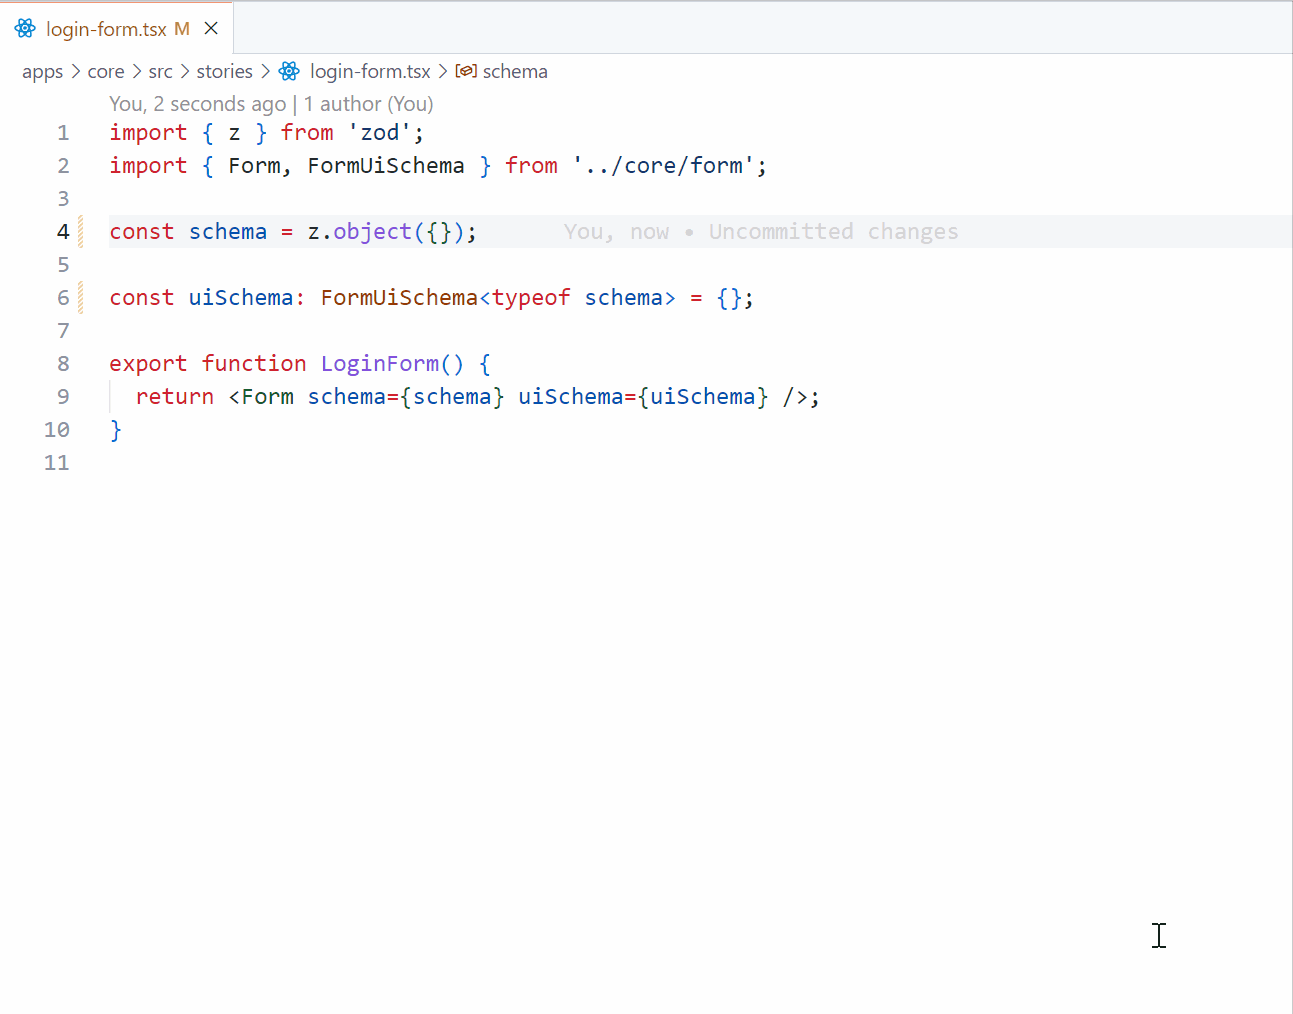 login-form.tsx M
apps > core > src > stories > login-form.tsx > schema
You, 2 seconds ago | 1 author (You)
1 import { z } from 'zod';
2 import { Form, FormUiSchema } from '../core/form';
3
4 const schema = z.object({}); You, now • Uncommitted changes
5
6 const uiSchema: FormUiSchema<typeof schema> = {};
7
8 export function LoginForm() {
9   return <Form schema={schema} uiSchema={uiSchema} />;
10 }
11